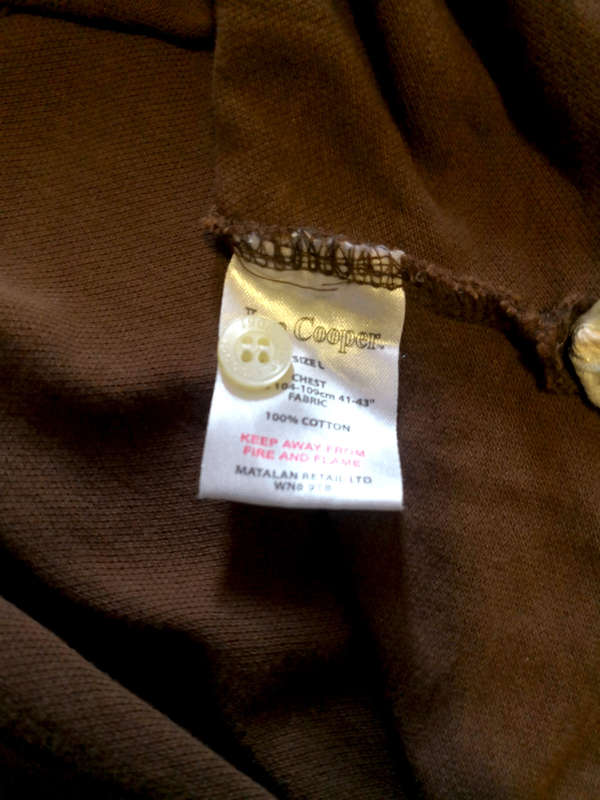 Cooper.
SIZE L
CHEST
104-109cm 41-43"
FABRIC
100% COTTON
KEEP AWAY FROM
FIRE AND FLAME
MATALAN RETAIL LTD